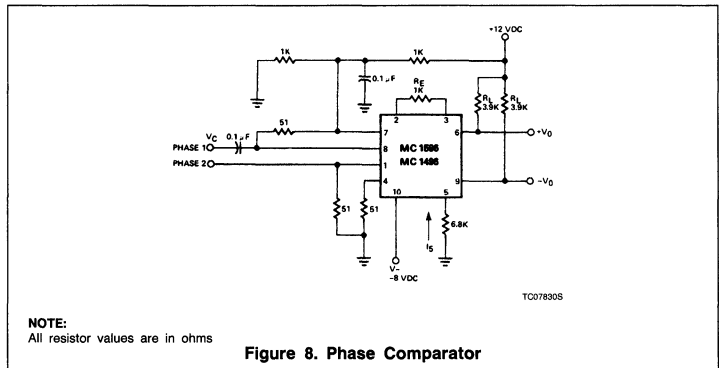 +12 VDC
1K
1K
0.1 μF
RE
1K
RL
3.9K
RL
3.9K
51
2
3
VC
0.1 μF
7
6
+V0
PHASE 1
8
MC 1596
MC 1496
PHASE 2
1
4
9
-V0
10
5
51
51
I5
6.8K
V-
-8 VDC
TC07830S
NOTE:
All resistor values are in ohms
Figure 8. Phase Comparator